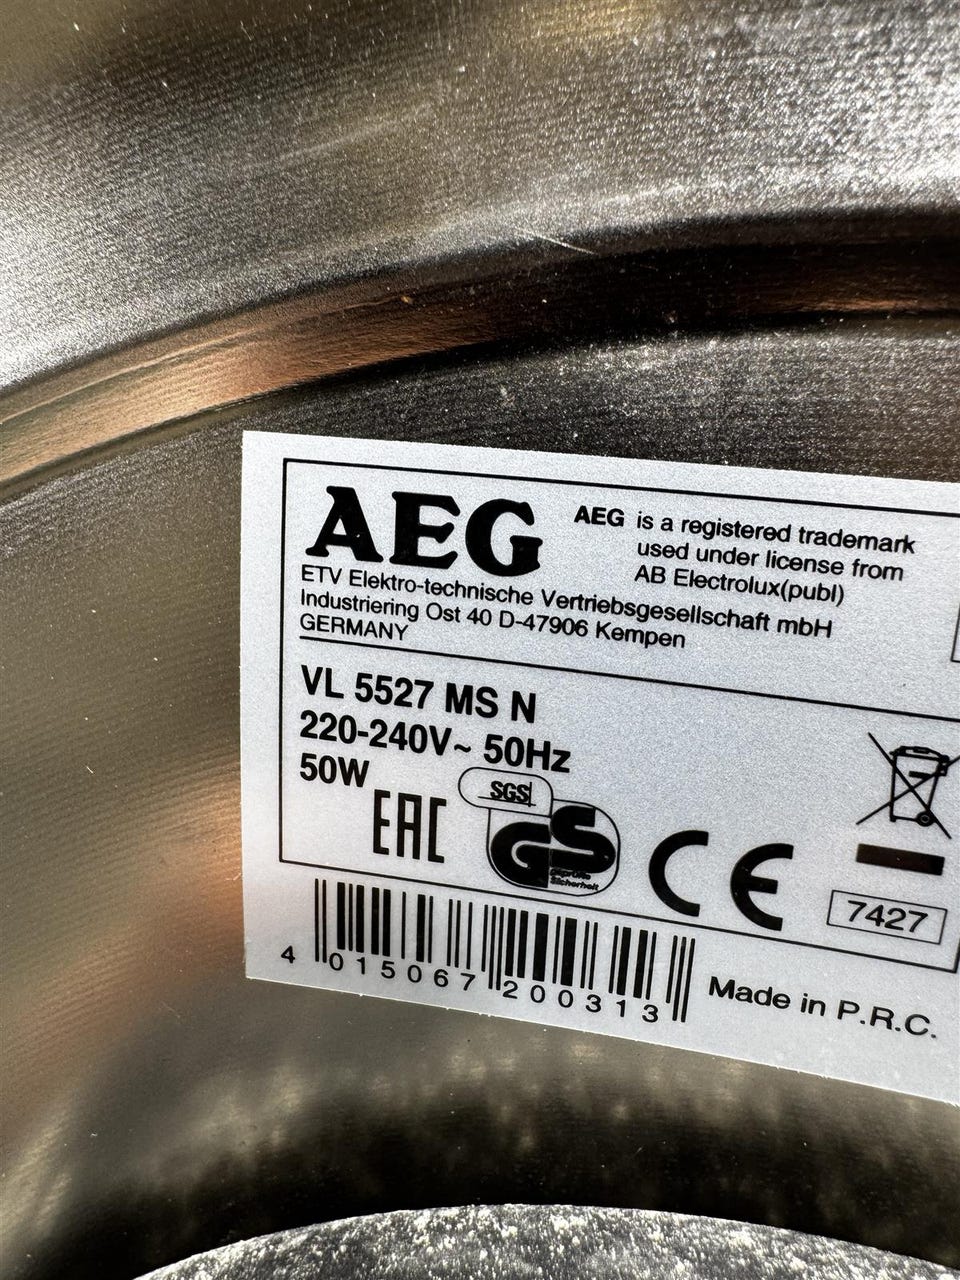 AEG
AEG is a registered trademark
used under license from
AB Electrolux(publ)
ETV Elektro-technische Vertriebsgesellschaft mbH
Industriering Ost 40 D-47906 Kempen
GERMANY
VL 5527 MS N
220-240V~ 50Hz
50W
EAC
SGS
GS
geprüfte
Sicherheit
CE
7427
4 015067 200313
Made in P.R.C.